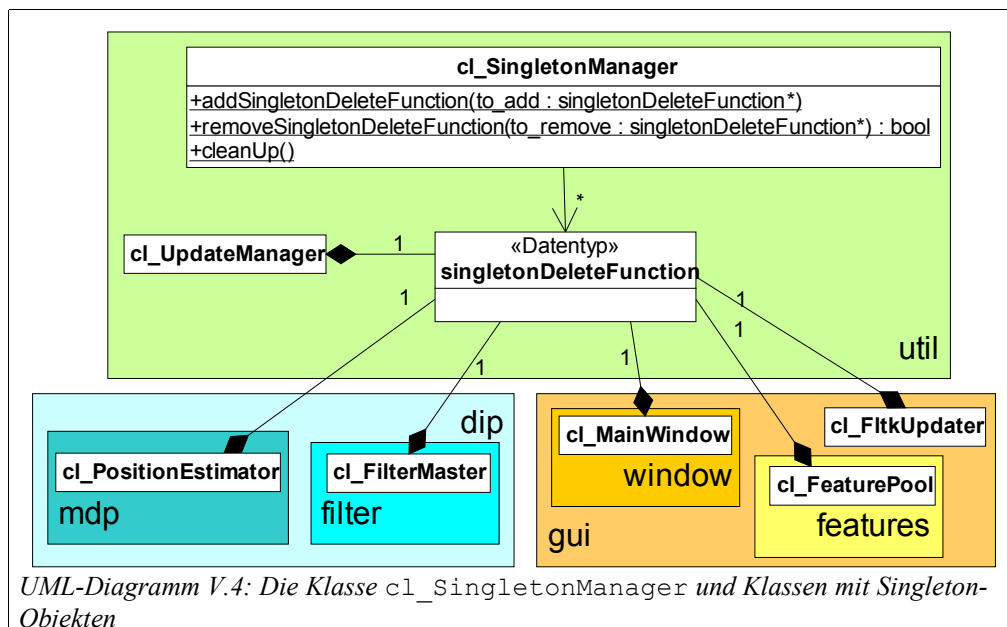 cl_SingletonManager
+addSingletonDeleteFunction(to_add : singletonDeleteFunction*)
+removeSingletonDeleteFunction(to_remove : singletonDeleteFunction*) : bool
+cleanUp()
*
«Datentyp»
singletonDeleteFunction
cl_UpdateManager
1
1
1
1
1
1
util
dip
cl_PositionEstimator
mdp
cl_FilterMaster
filter
cl_MainWindow
window
cl_FltkUpdater
cl_FeaturePool
features
gui
UML-Diagramm V.4: Die Klasse cl_SingletonManager und Klassen mit Singleton-
Objekten